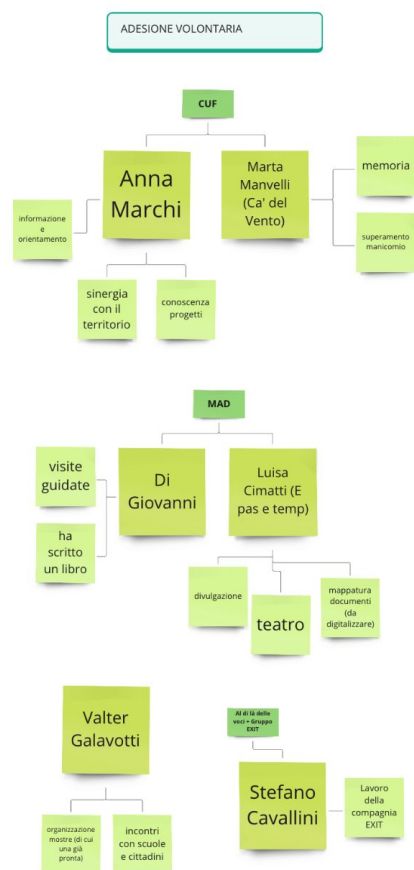 ADESIONE VOLONTARIA
CUF
Anna
Marchi
Marta
Manvelli
(Ca' del
Vento)
memoria
informazione
e
orientamento
superamento
manicomio
sinergia
con il
territorio
conoscenza
progetti
MAD
visite
guidate
Di
Giovanni
Luisa
Cimatti (E
pas e temp)
ha
scritto
un libro
divulgazione
teatro
mappatura
documenti
(da
digitalizzare)
Valter
Galavotti
Al di là delle
voci + Gruppo
EXIT
Stefano
Cavallini
Lavoro
della
compagnia
EXIT
organizzazione
mostre (di cui
una già
pronta)
incontri
con scuole
e cittadini